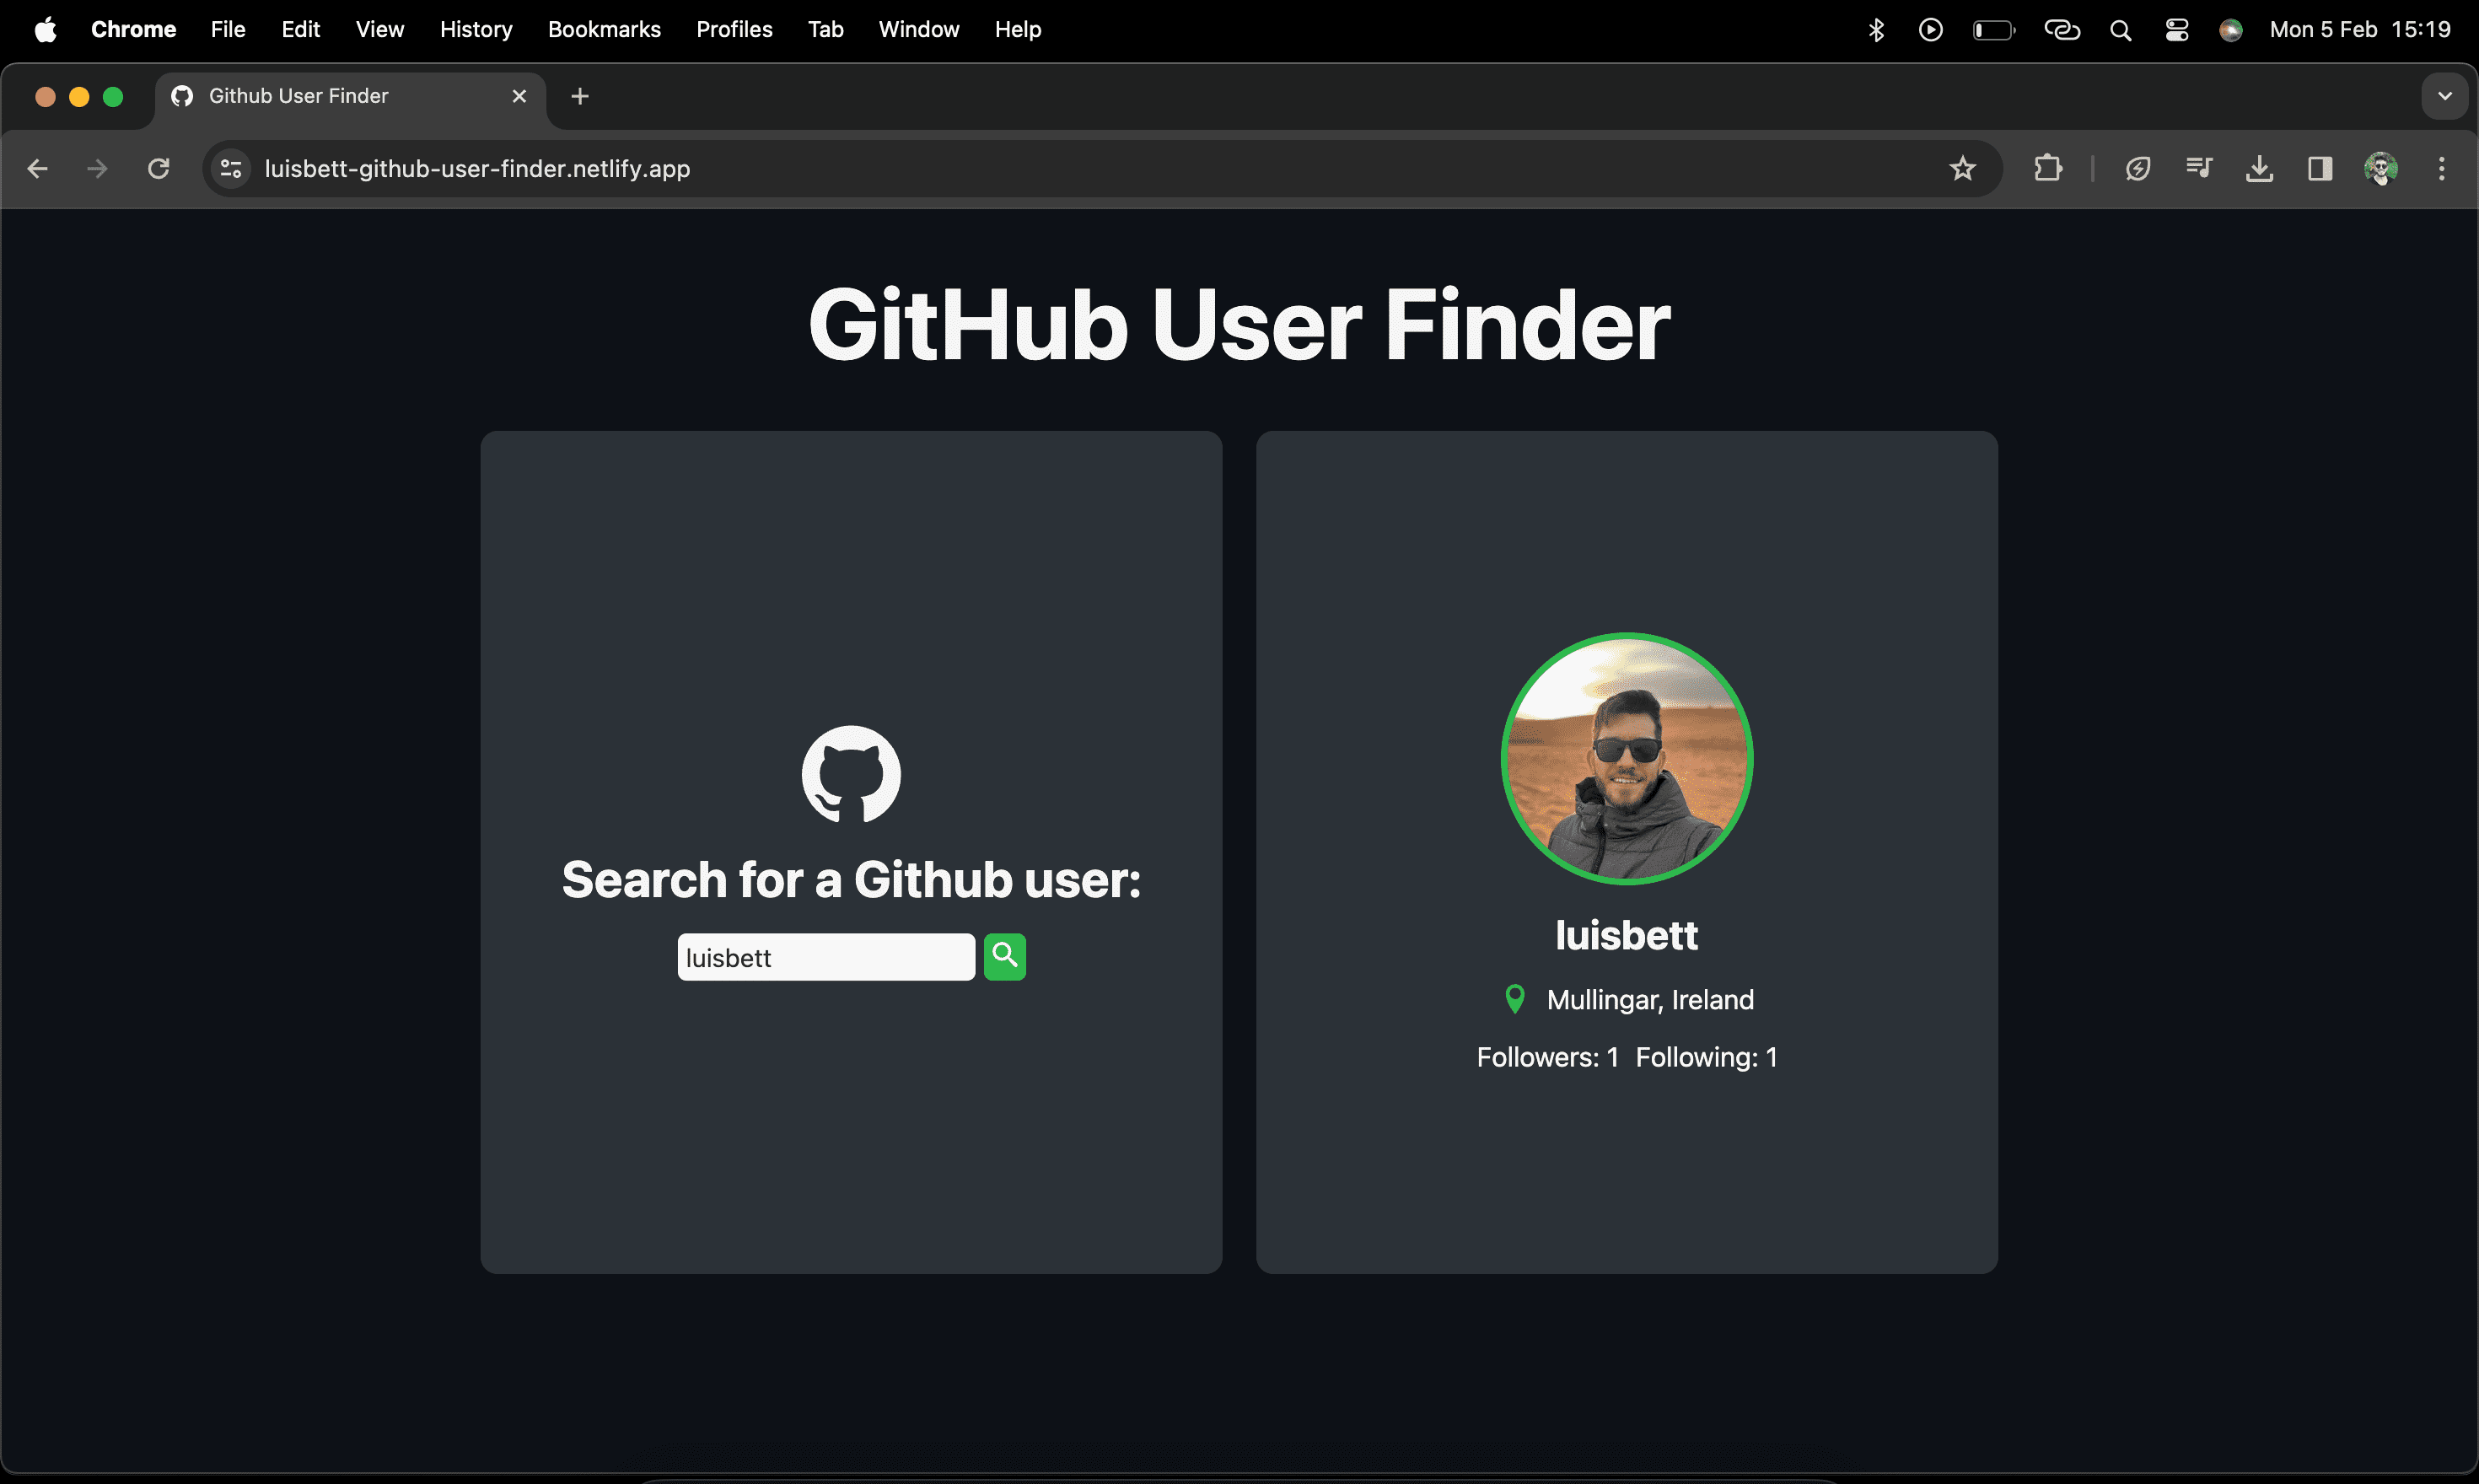 Chrome File Edit View History Bookmarks Profiles Tab Window Help Mon 5 Feb 15:19
Github User Finder
luisbett-github-user-finder.netlify.app
GitHub User Finder
Search for a Github user:
luisbett
luisbett
Mullingar, Ireland
Followers: 1 Following: 1